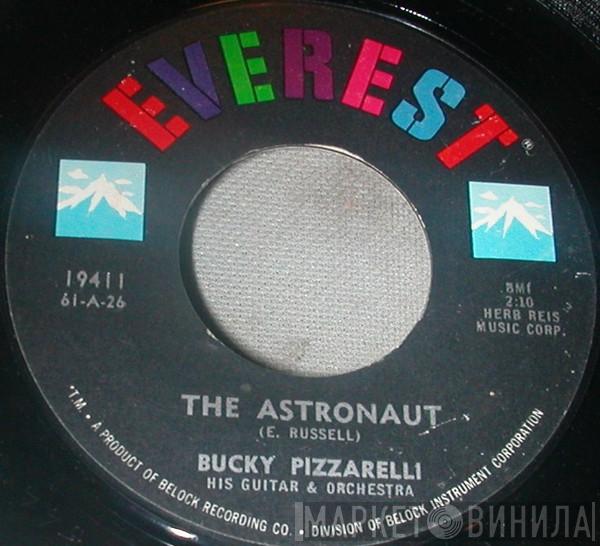 EVEREST®
19411
61-A-26
BMI
2:10
HERB REIS
MUSIC CORP.
THE ASTRONAUT
(E. RUSSELL)
BUCKY PIZZARELLI
HIS GUITAR & ORCHESTRA
"T.M. • A PRODUCT OF BELOCK RECORDING CO. • DIVISION OF BELOCK INSTRUMENT CORPORATION
МАРКЕТ ВИНИЛА